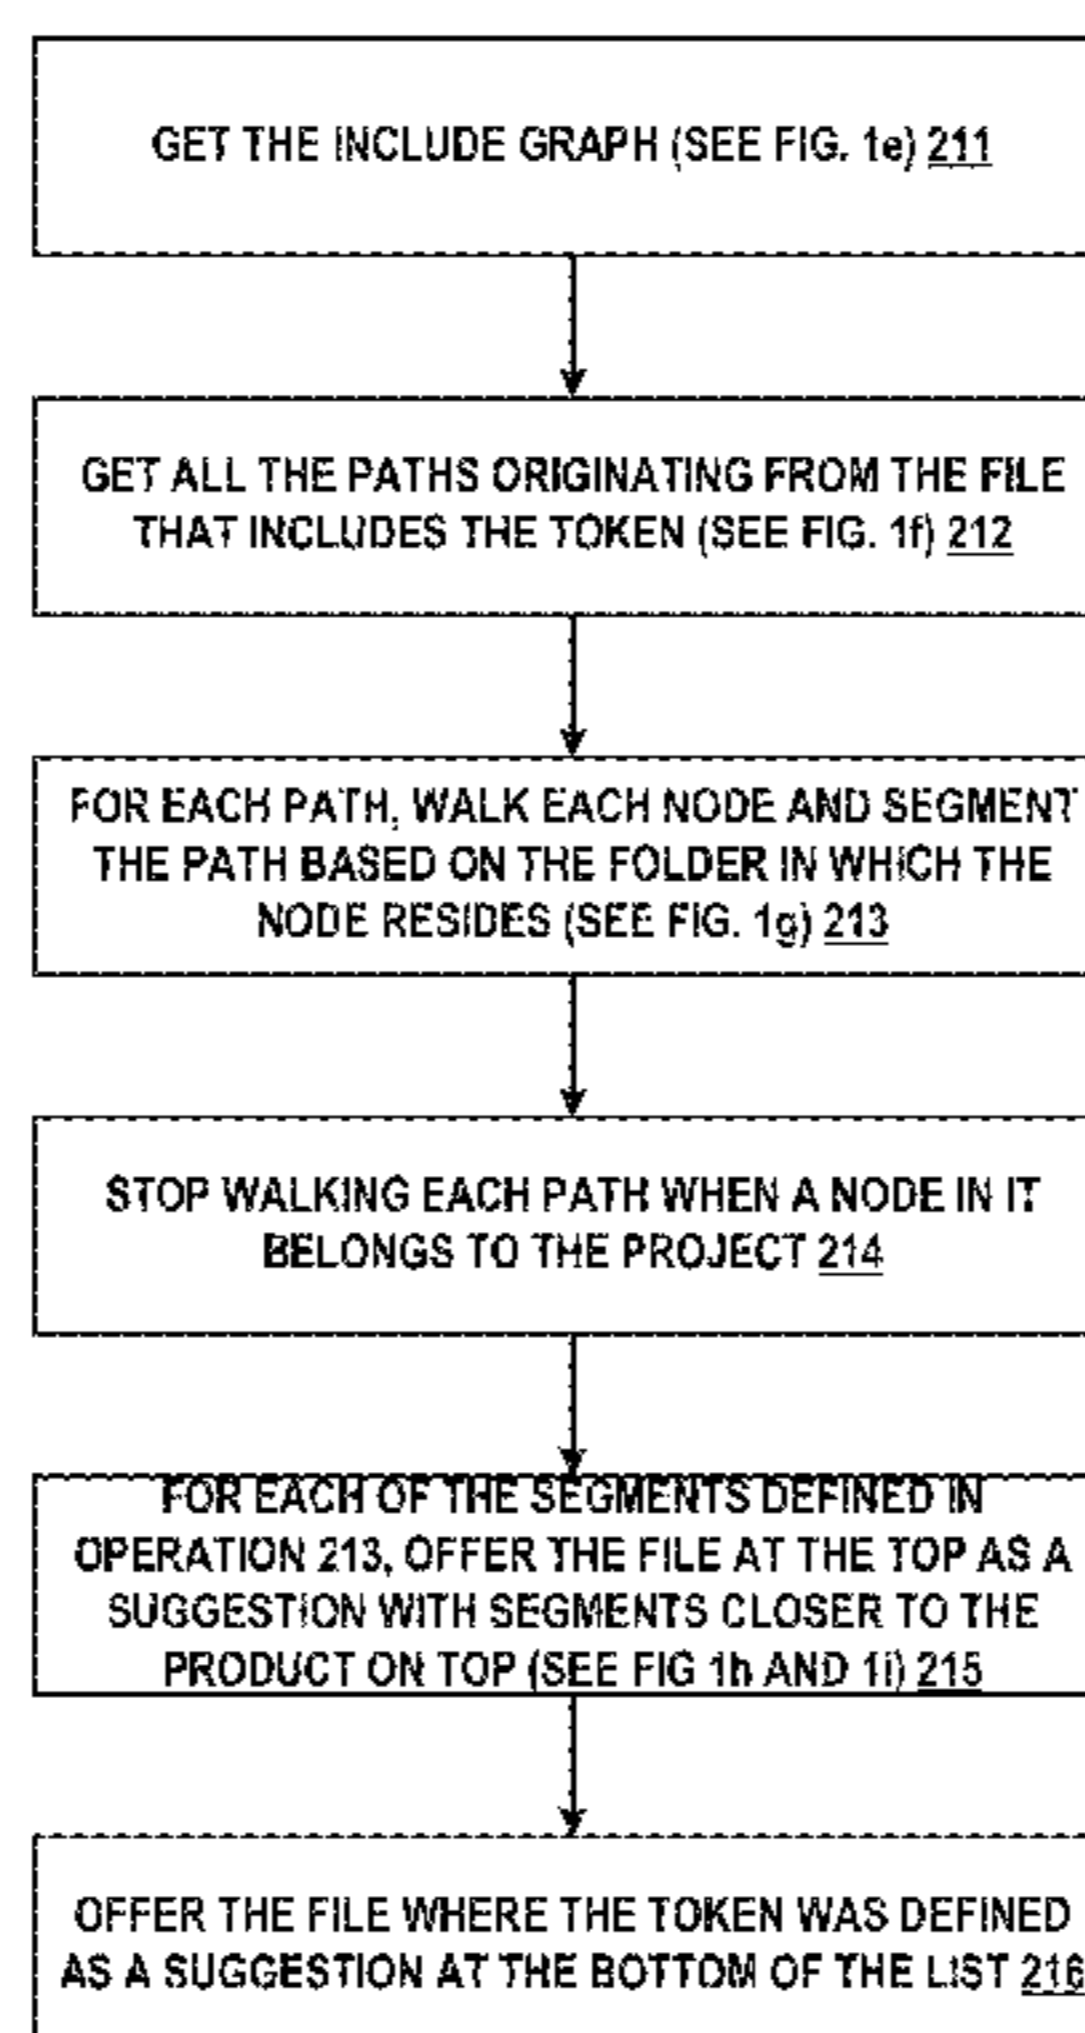 GET THE INCLUDE GRAPH (SEE FIG. 1e) 211
GET ALL THE PATHS ORIGINATING FROM THE FILE
THAT INCLUDES THE TOKEN (SEE FIG. 1f) 212
FOR EACH PATH, WALK EACH NODE AND SEGMENT
THE PATH BASED ON THE FOLDER IN WHICH THE
NODE RESIDES (SEE FIG. 1g) 213
STOP WALKING EACH PATH WHEN A NODE IN IT
BELONGS TO THE PROJECT 214
FOR EACH OF THE SEGMENTS DEFINED IN
OPERATION 213, OFFER THE FILE AT THE TOP AS A
SUGGESTION WITH SEGMENTS CLOSER TO THE
PRODUCT ON TOP (SEE FIG 1h AND 1i) 215
OFFER THE FILE WHERE THE TOKEN WAS DEFINED
AS A SUGGESTION AT THE BOTTOM OF THE LIST 216